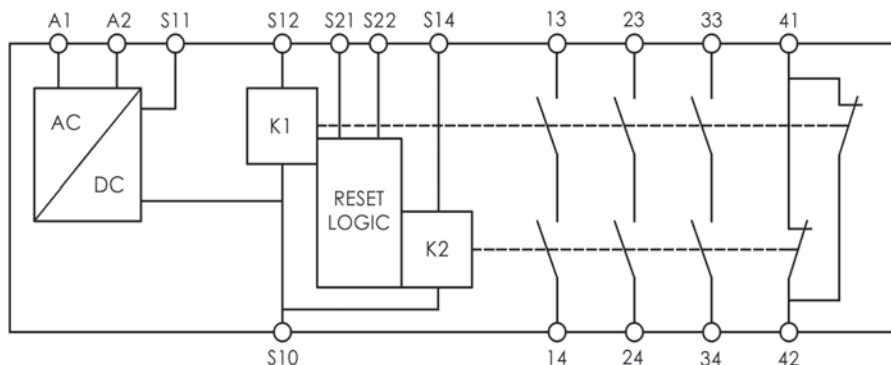 A1 A2 S11 S12 S21 S22 S14 13 23 33 41
AC
DC
K1
RESET
LOGIC
K2
S10 14 24 34 42